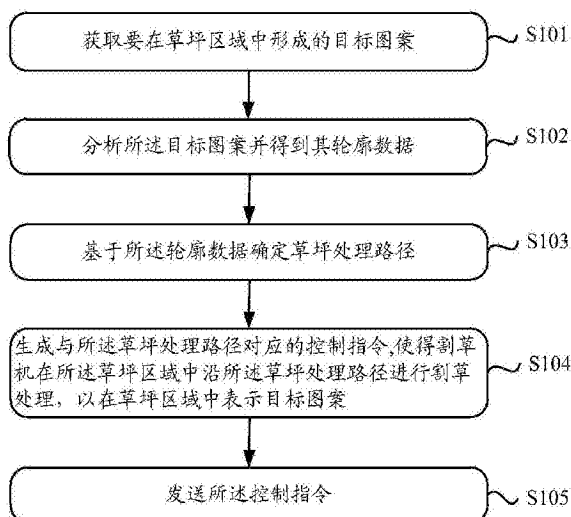 获取要在草坪区域中形成的目标图案
S101
分析所述目标图案并得到其轮廓数据
S102
基于所述轮廓数据确定草坪处理路径
S103
生成与所述草坪处理路径对应的控制指令,使得割草
机在所述草坪区域中沿所述草坪处理路径进行割草
处理，以在草坪区域中表示目标图案
S104
发送所述控制指令
S105